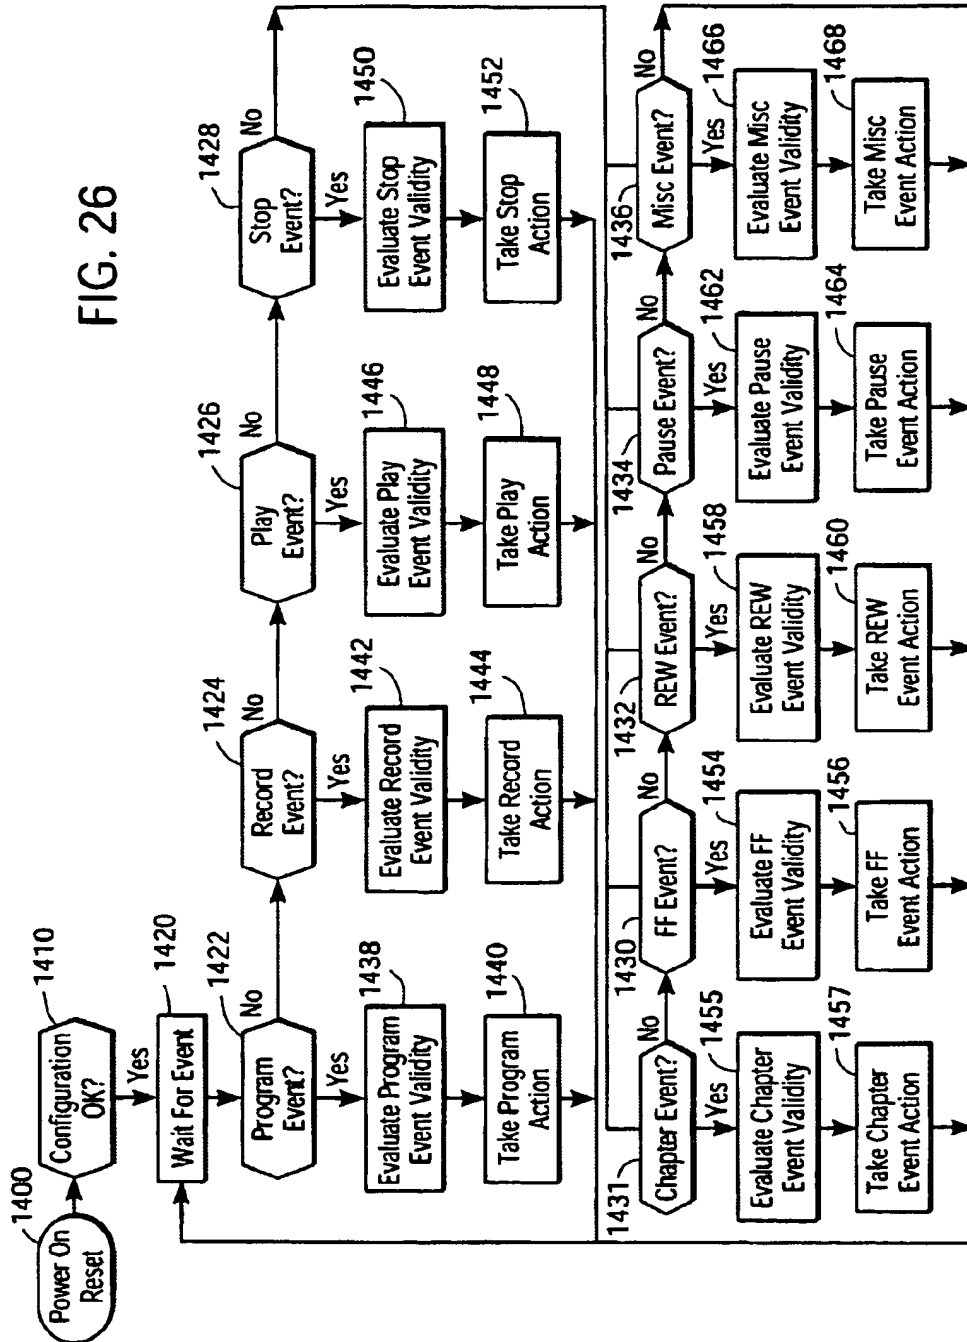 FIG. 26
1400
Power On
Reset
1410
Configuration
OK?
Yes
1420
Wait For Event
1422
Program
Event?
No
Yes
1438
Evaluate Program
Event Validity
1440
Take Program
Action
1424
Record
Event?
No
Yes
1442
Evaluate Record
Event Validity
1444
Take Record
Action
1426
Play
Event?
No
Yes
1446
Evaluate Play
Event Validity
1448
Take Play
Action
1428
Stop
Event?
No
Yes
1450
Evaluate Stop
Event Validity
1452
Take Stop
Action
1431
Chapter Event?
No
Yes
1455
Evaluate Chapter
Event Validity
1457
Take Chapter
Event Action
1430
FF Event?
No
Yes
1454
Evaluate FF
Event Validity
1456
Take FF
Event Action
1432
REW Event?
No
Yes
1458
Evaluate REW
Event Validity
1460
Take REW
Event Action
1434
Pause Event?
No
Yes
1462
Evaluate Pause
Event Validity
1464
Take Pause
Event Action
1436
Misc Event?
No
Yes
1466
Evaluate Misc
Event Validity
1468
Take Misc
Event Action